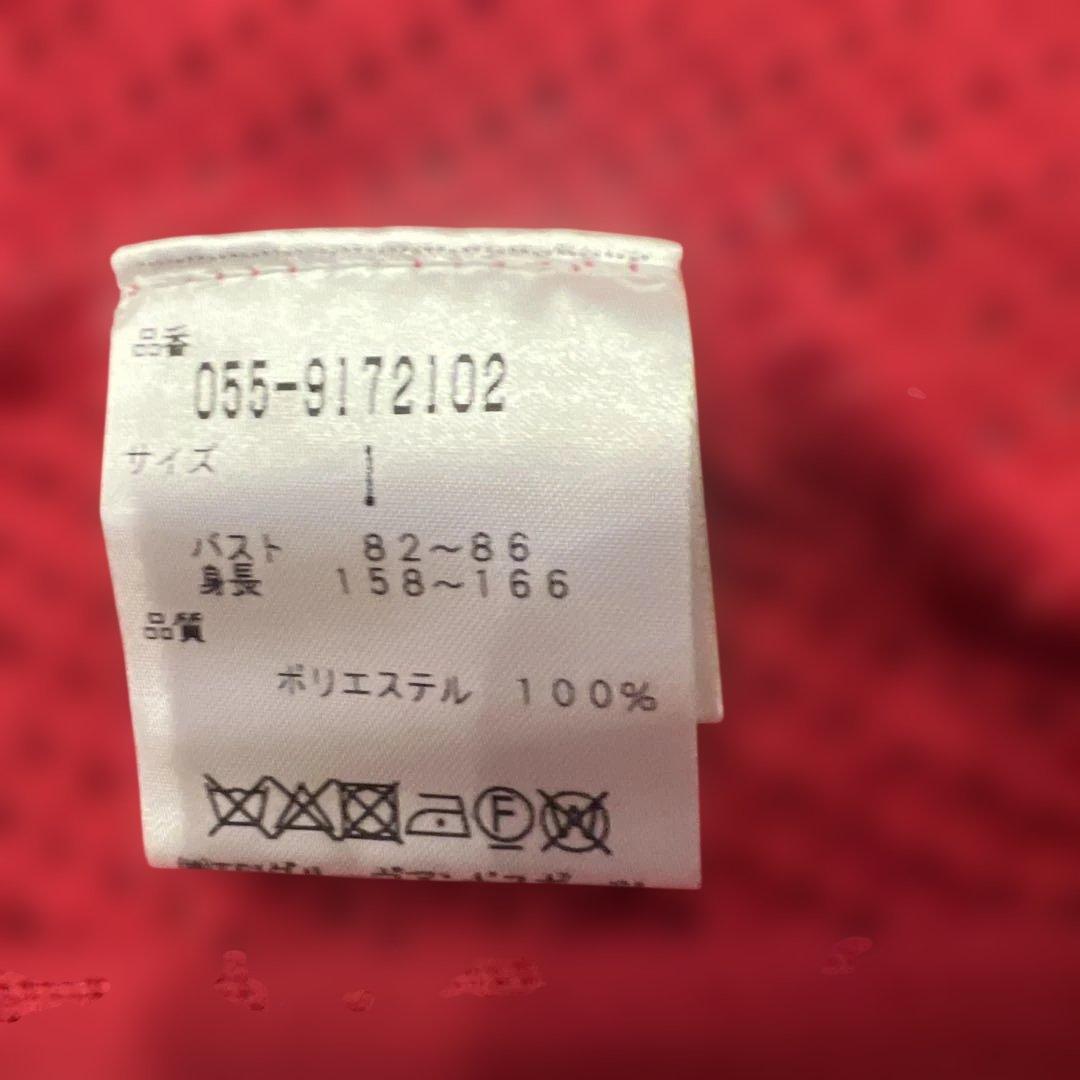 品番
055-9172102
サイズ 1
バスト 82～86
身長 158～166
品質
ポリエステル 100%
F
W